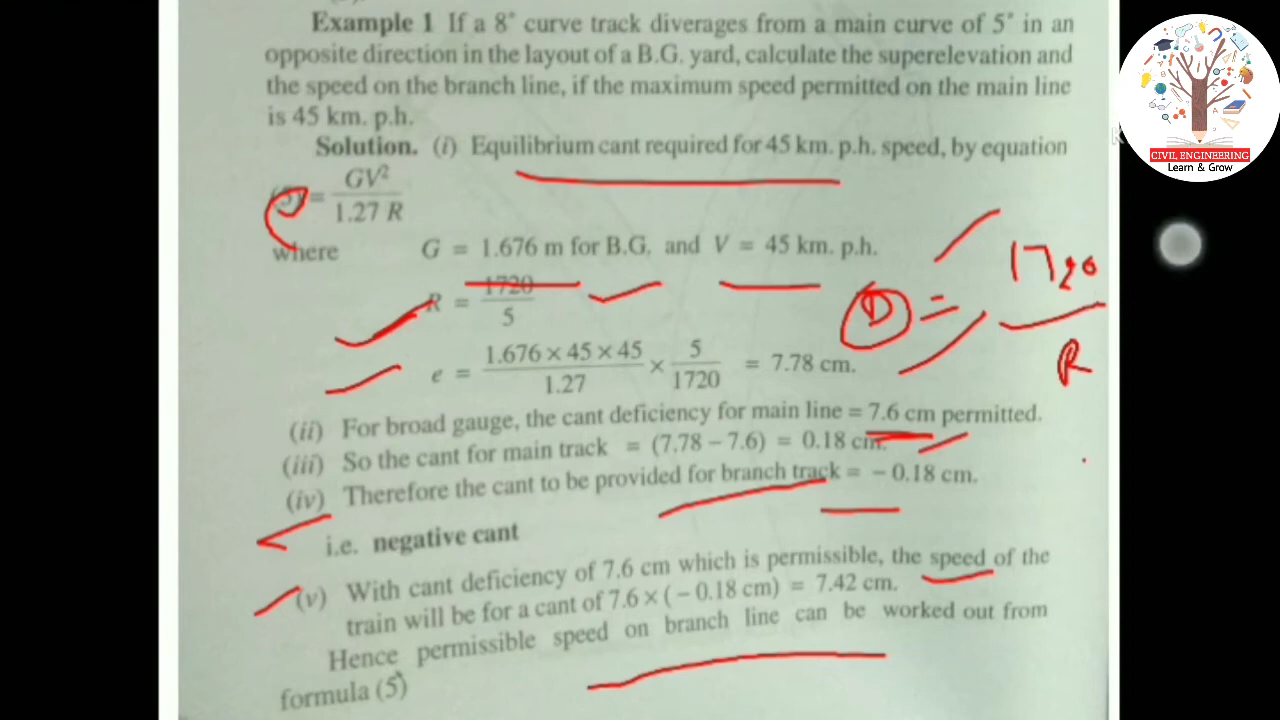 Example 1 If a 8° curve track diverges from a main curve of 5° in an
opposite direction in the layout of a B.G. yard, calculate the superelevation and
the speed on the branch line, if the maximum speed permitted on the main line
is 45 km. p.h.
Solution. (i) Equilibrium cant required for 45 km. p.h. speed, by equation
(5) = GV² / 1.27 R
where G = 1.676 m for B.G. and V = 45 km. p.h.
R = 1720 / 5
D = 1720 / R
e = 1.676 × 45 × 45 / 1.27 × 5 / 1720 = 7.78 cm.
(ii) For broad gauge, the cant deficiency for main line = 7.6 cm permitted.
(iii) So the cant for main track = (7.78 – 7.6) = 0.18 cm.
(iv) Therefore the cant to be provided for branch track = – 0.18 cm.
i.e. negative cant
(v) With cant deficiency of 7.6 cm which is permissible, the speed of the
train will be for a cant of 7.6 × (– 0.18 cm) = 7.42 cm.
Hence permissible speed on branch line can be worked out from
formula (5)
CIVIL ENGINEERING
Learn & Grow